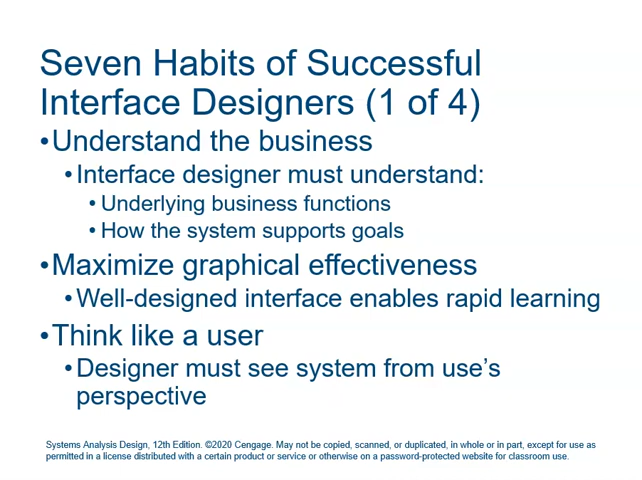 Seven Habits of Successful
Interface Designers (1 of 4)
•Understand the business
•Interface designer must understand:
•Underlying business functions
•How the system supports goals
•Maximize graphical effectiveness
•Well-designed interface enables rapid learning
•Think like a user
•Designer must see system from use’s
perspective
Systems Analysis Design, 12th Edition. ©2020 Cengage. May not be copied, scanned, or duplicated, in whole or in part, except for use as
permitted in a license distributed with a certain product or service or otherwise on a password-protected website for classroom use.